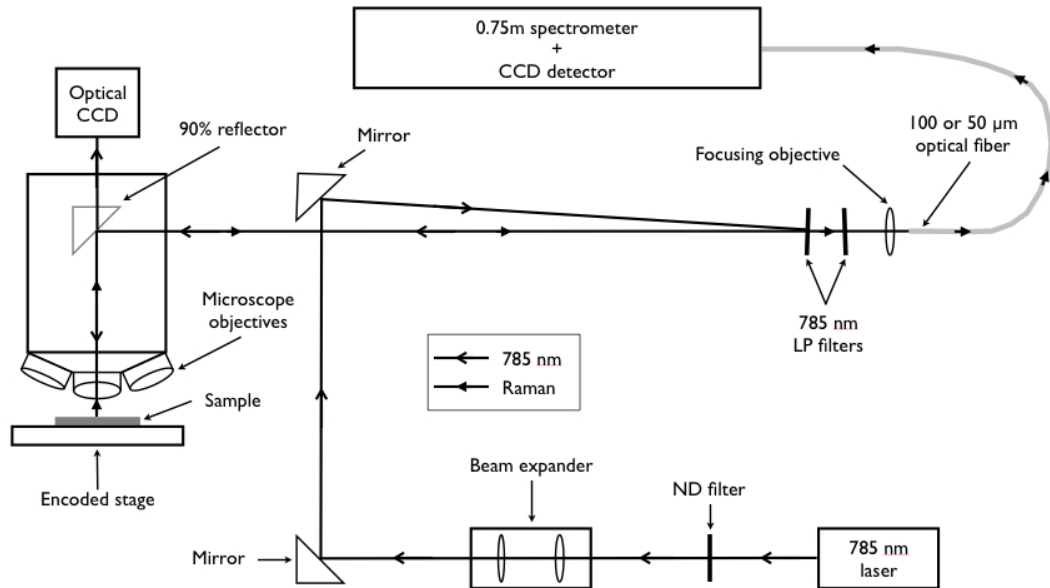 0.75m spectrometer
+
CCD detector
Optical
CCD
90% reflector
Mirror
Focusing objective
100 or 50 µm
optical fiber
Microscope
objectives
785 nm
LP filters
785 nm
Raman
Sample
Encoded stage
Beam expander
ND filter
Mirror
785 nm
laser